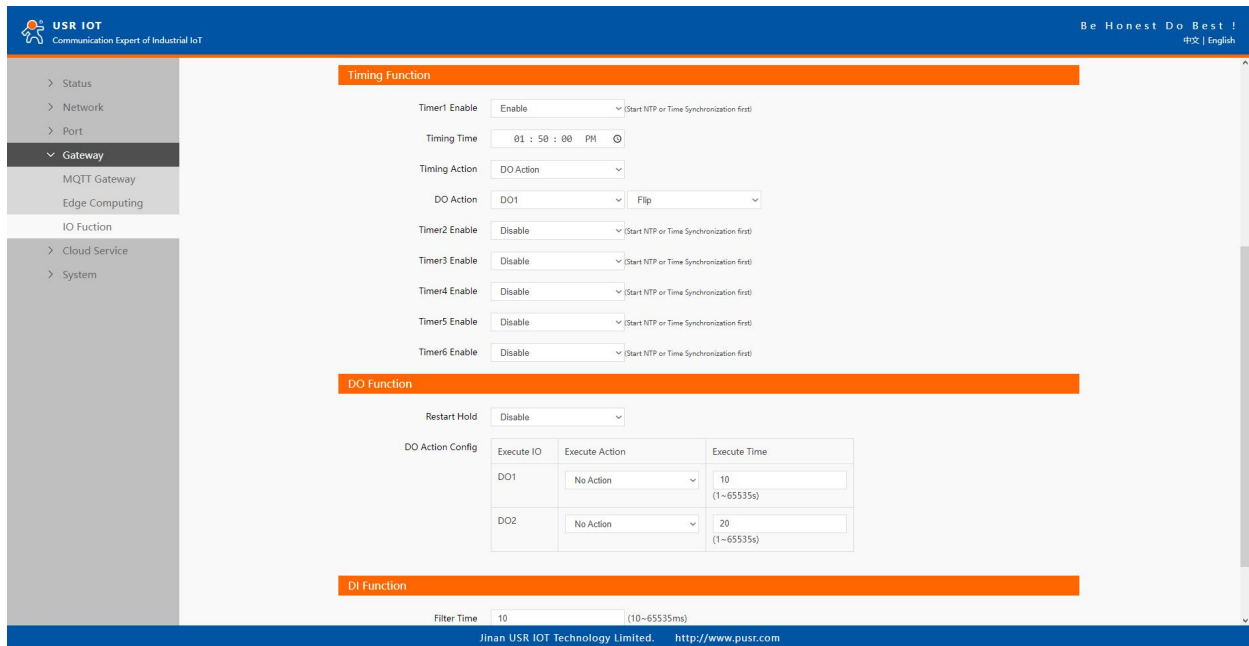 USR IOT
Communication Expert of Industrial IoT
Be Honest Do Best !
中文 | English
Status
Network
Port
Gateway
MQTT Gateway
Edge Computing
IO Fuction
Cloud Service
System
Timing Function
Timer1 Enable Enable (Start NTP or Time Synchronization first)
Timing Time 01 : 50 : 00 PM
Timing Action DO Action
DO Action DO1 Flip
Timer2 Enable Disable (Start NTP or Time Synchronization first)
Timer3 Enable Disable (Start NTP or Time Synchronization first)
Timer4 Enable Disable (Start NTP or Time Synchronization first)
Timer5 Enable Disable (Start NTP or Time Synchronization first)
Timer6 Enable Disable (Start NTP or Time Synchronization first)
DO Function
Restart Hold Disable
DO Action Config
Execute IO Execute Action Execute Time
DO1 No Action 10
(1~65535s)
DO2 No Action 20
(1~65535s)
DI Function
Filter Time 10 (10~65535ms)
Jinan USR IOT Technology Limited. http://www.pusr.com